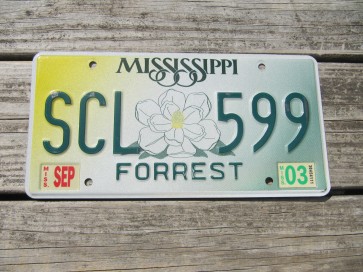 MISSISSIPPI
SCL 599
MISS. SEP
03
FORREST